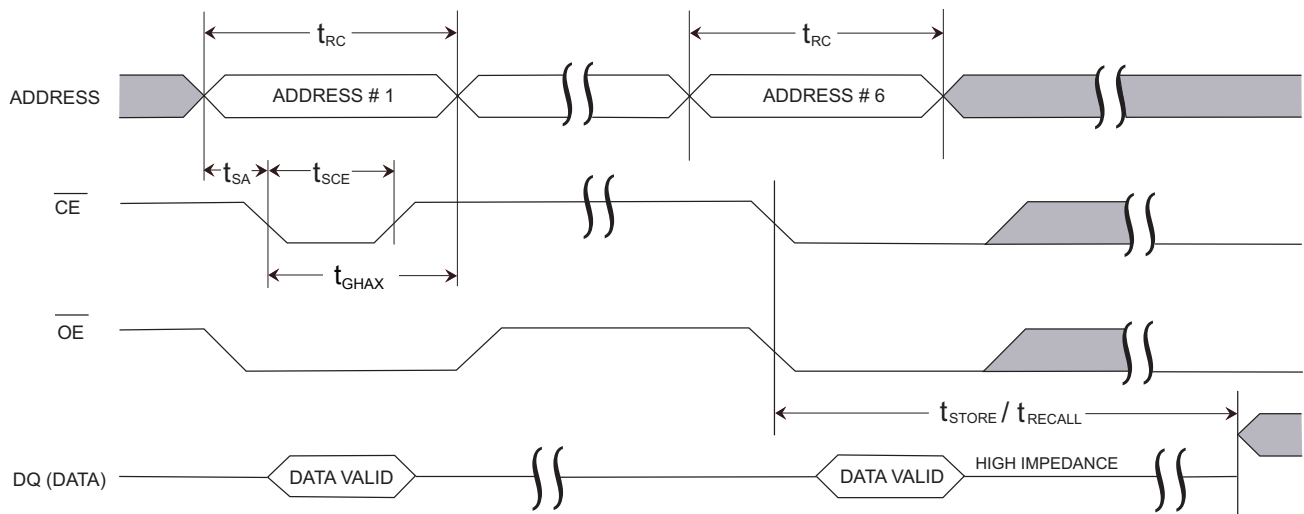 tRC tRC
ADDRESS ADDRESS # 1 ADDRESS # 6
tSA tSCE
CE
tGHAX
OE
tSTORE / tRECALL
DQ (DATA) DATA VALID DATA VALID HIGH IMPEDANCE